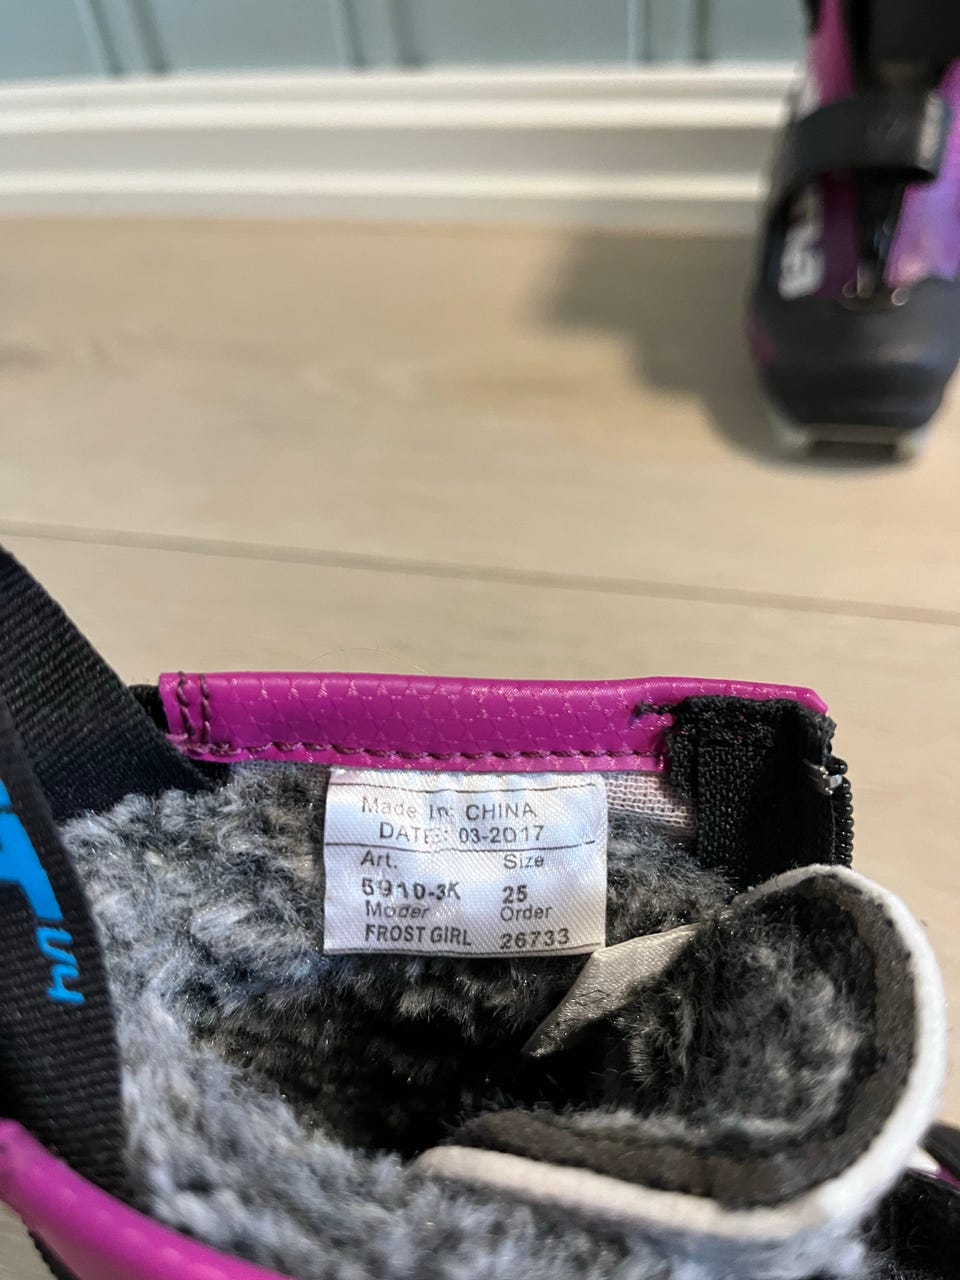 Made In: CHINA
DATE: 03-2017
Art. Size
5910-3K 25
Moder Order
FROST GIRL 26733